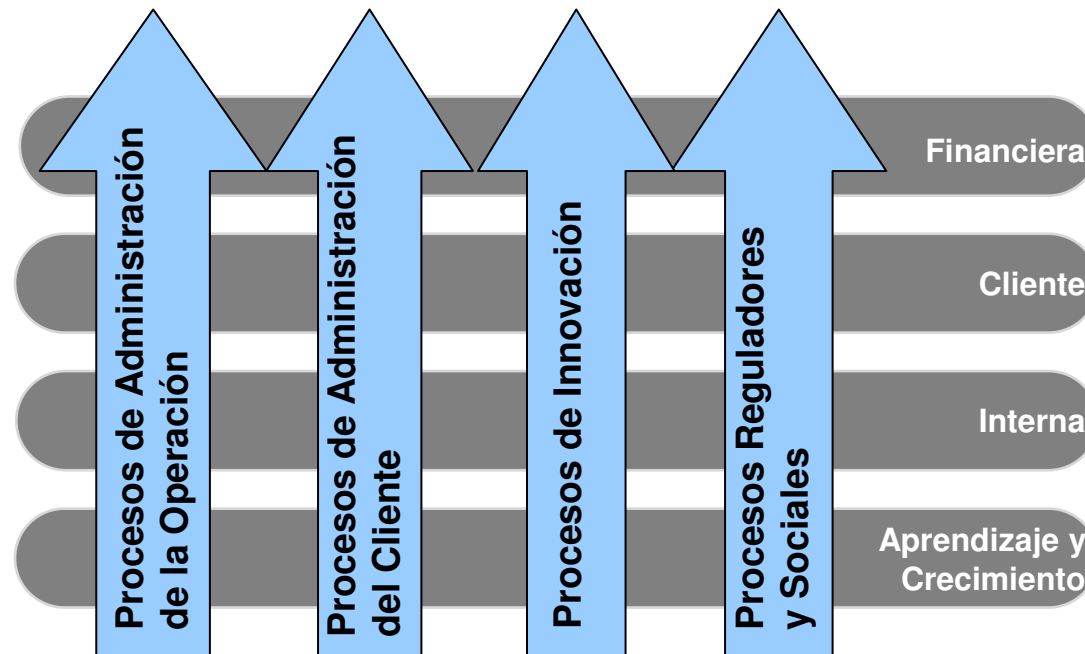 Procesos de Administración
de la Operación
Procesos de Administración
del Cliente
Procesos de Innovación
Procesos Reguladores
y Sociales
Financiera
Cliente
Interna
Aprendizaje y
Crecimiento